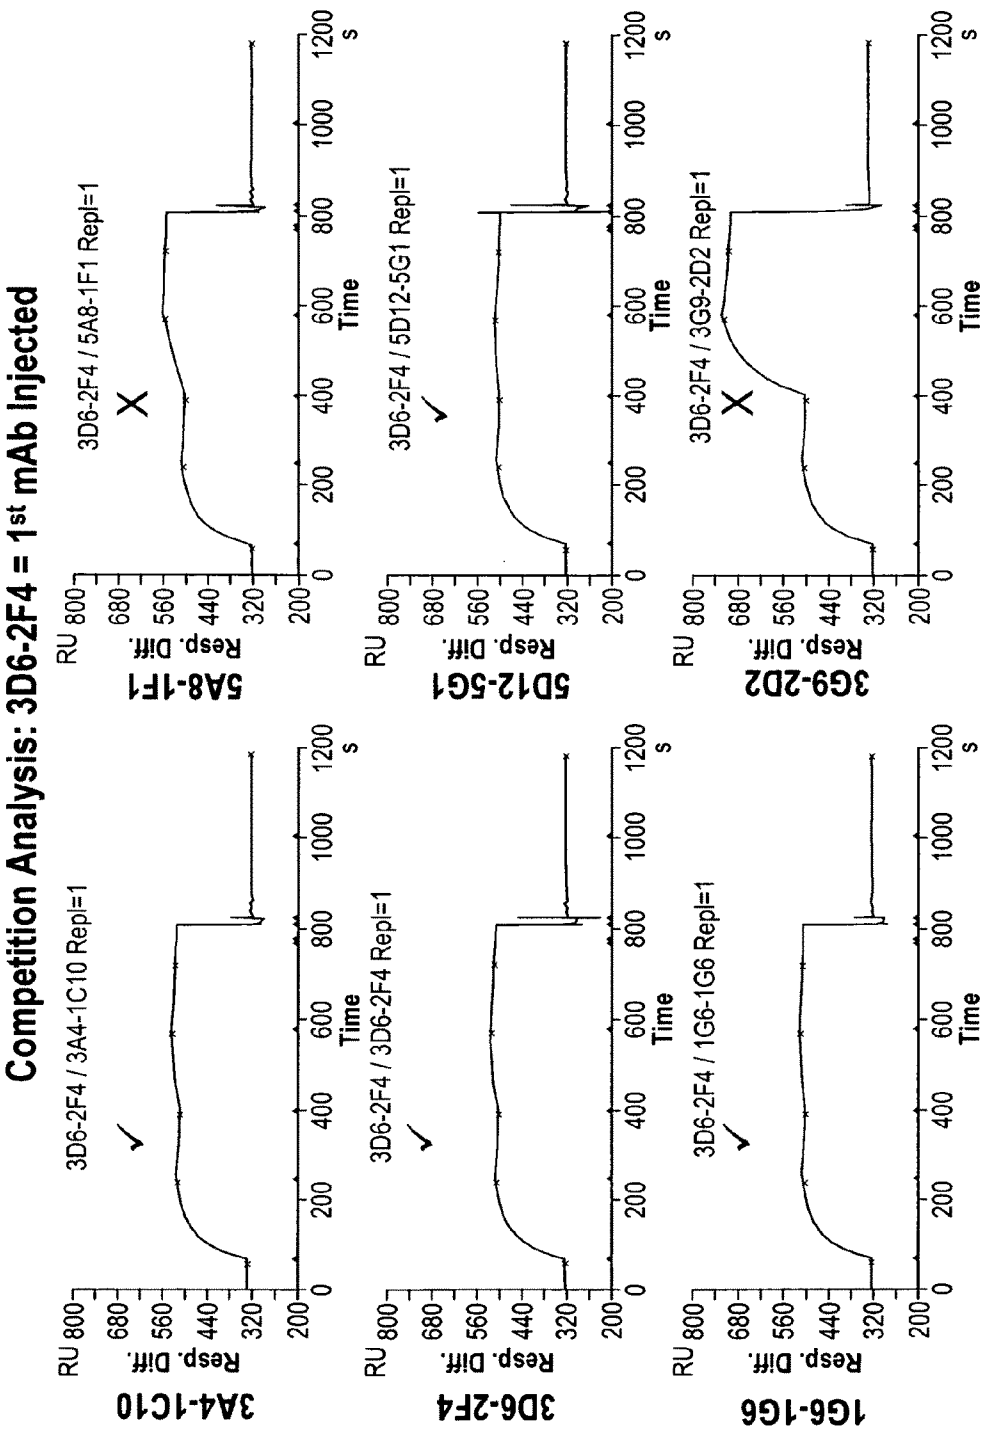 Competition Analysis: 3D6-2F4 = 1st mAb Injected
3A4-1C10
Resp. Diff.
RU
800
680
560
440
320
200
3D6-2F4 / 3A4-1C10 Repl=1
0 200 400 600 800 1000 1200
Time
s
5A8-1F1
Resp. Diff.
RU
800
680
560
440
320
200
3D6-2F4 / 5A8-1F1 Repl=1
X
0 200 400 600 800 1000 1200
Time
s
3D6-2F4
Resp. Diff.
RU
800
680
560
440
320
200
3D6-2F4 / 3D6-2F4 Repl=1
0 200 400 600 800 1000 1200
Time
s
5D12-5G1
Resp. Diff.
RU
800
680
560
440
320
200
3D6-2F4 / 5D12-5G1 Repl=1
0 200 400 600 800 1000 1200
Time
s
1G6-1G6
Resp. Diff.
RU
800
680
560
440
320
200
3D6-2F4 / 1G6-1G6 Repl=1
0 200 400 600 800 1000 1200
Time
s
3G9-2D2
Resp. Diff.
RU
800
680
560
440
320
200
3D6-2F4 / 3G9-2D2 Repl=1
X
0 200 400 600 800 1000 1200
Time
s